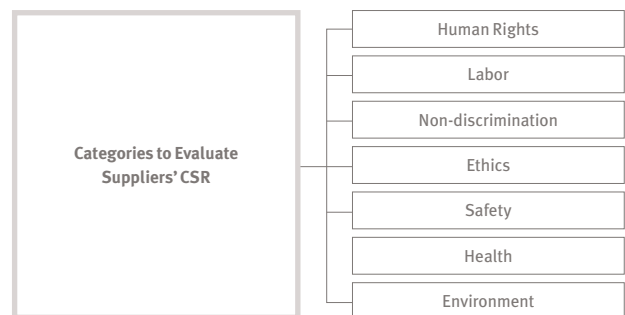 Categories to Evaluate
Suppliers’ CSR
Human Rights
Labor
Non-discrimination
Ethics
Safety
Health
Environment